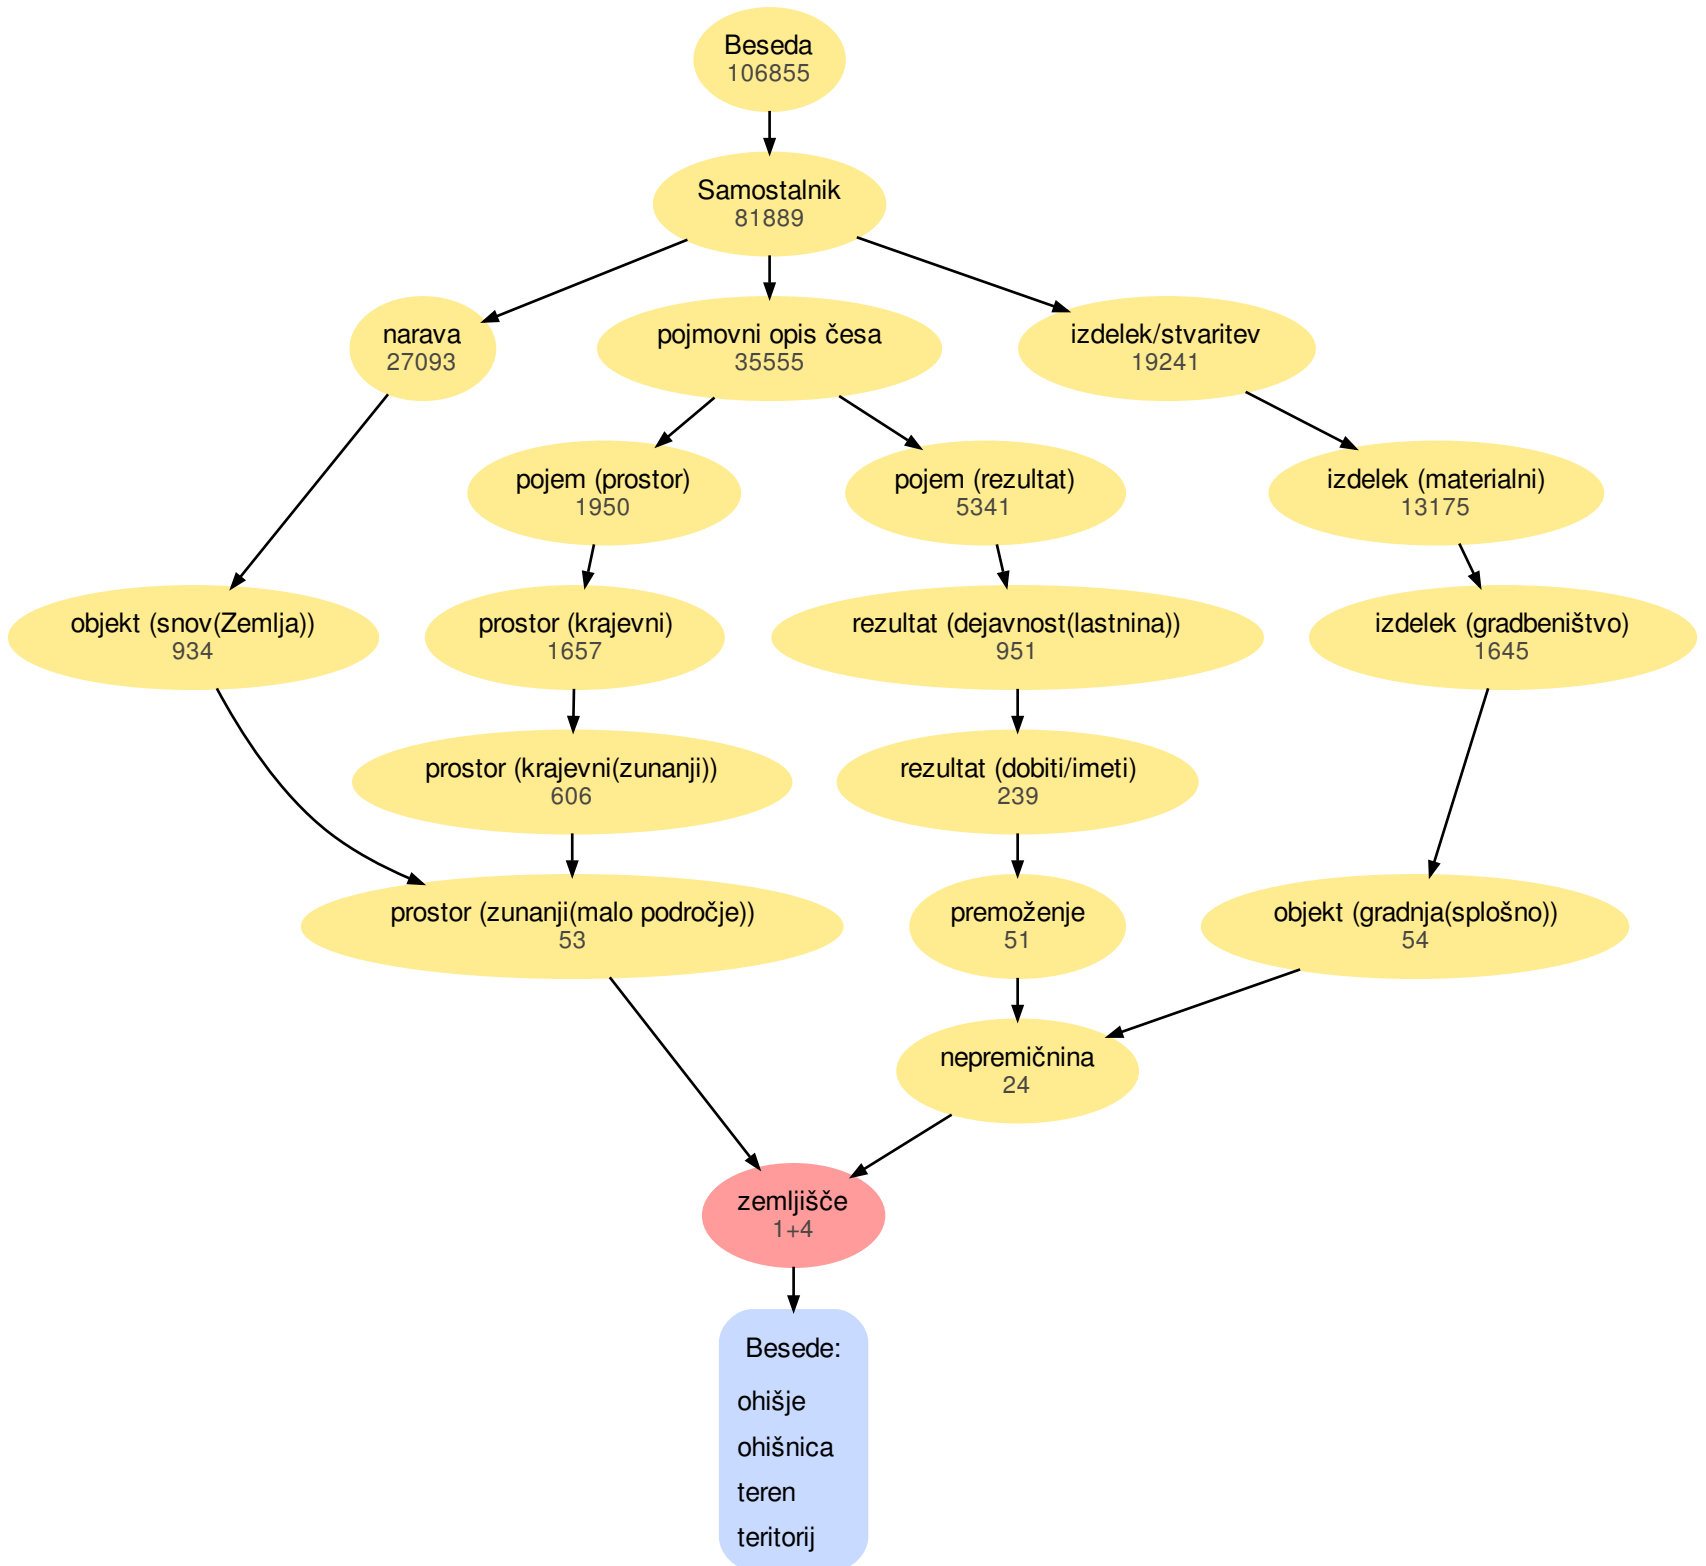 Beseda
106855
Samostalnik
81889
narava
27093
pojmovni opis česa
35555
izdelek/stvaritev
19241
pojem (prostor)
1950
pojem (rezultat)
5341
izdelek (materialni)
13175
objekt (snov(Zemlja))
934
prostor (krajevni)
1657
rezultat (dejavnost(lastnina))
951
izdelek (gradbeništvo)
1645
prostor (krajevni(zunanji))
606
rezultat (dobiti/imeti)
239
prostor (zunanji(malo področje))
53
premoženje
51
objekt (gradnja(splošno))
54
nepremičnina
24
zemljišče
1+4
Besede:
ohišje
ohišnica
teren
teritorij